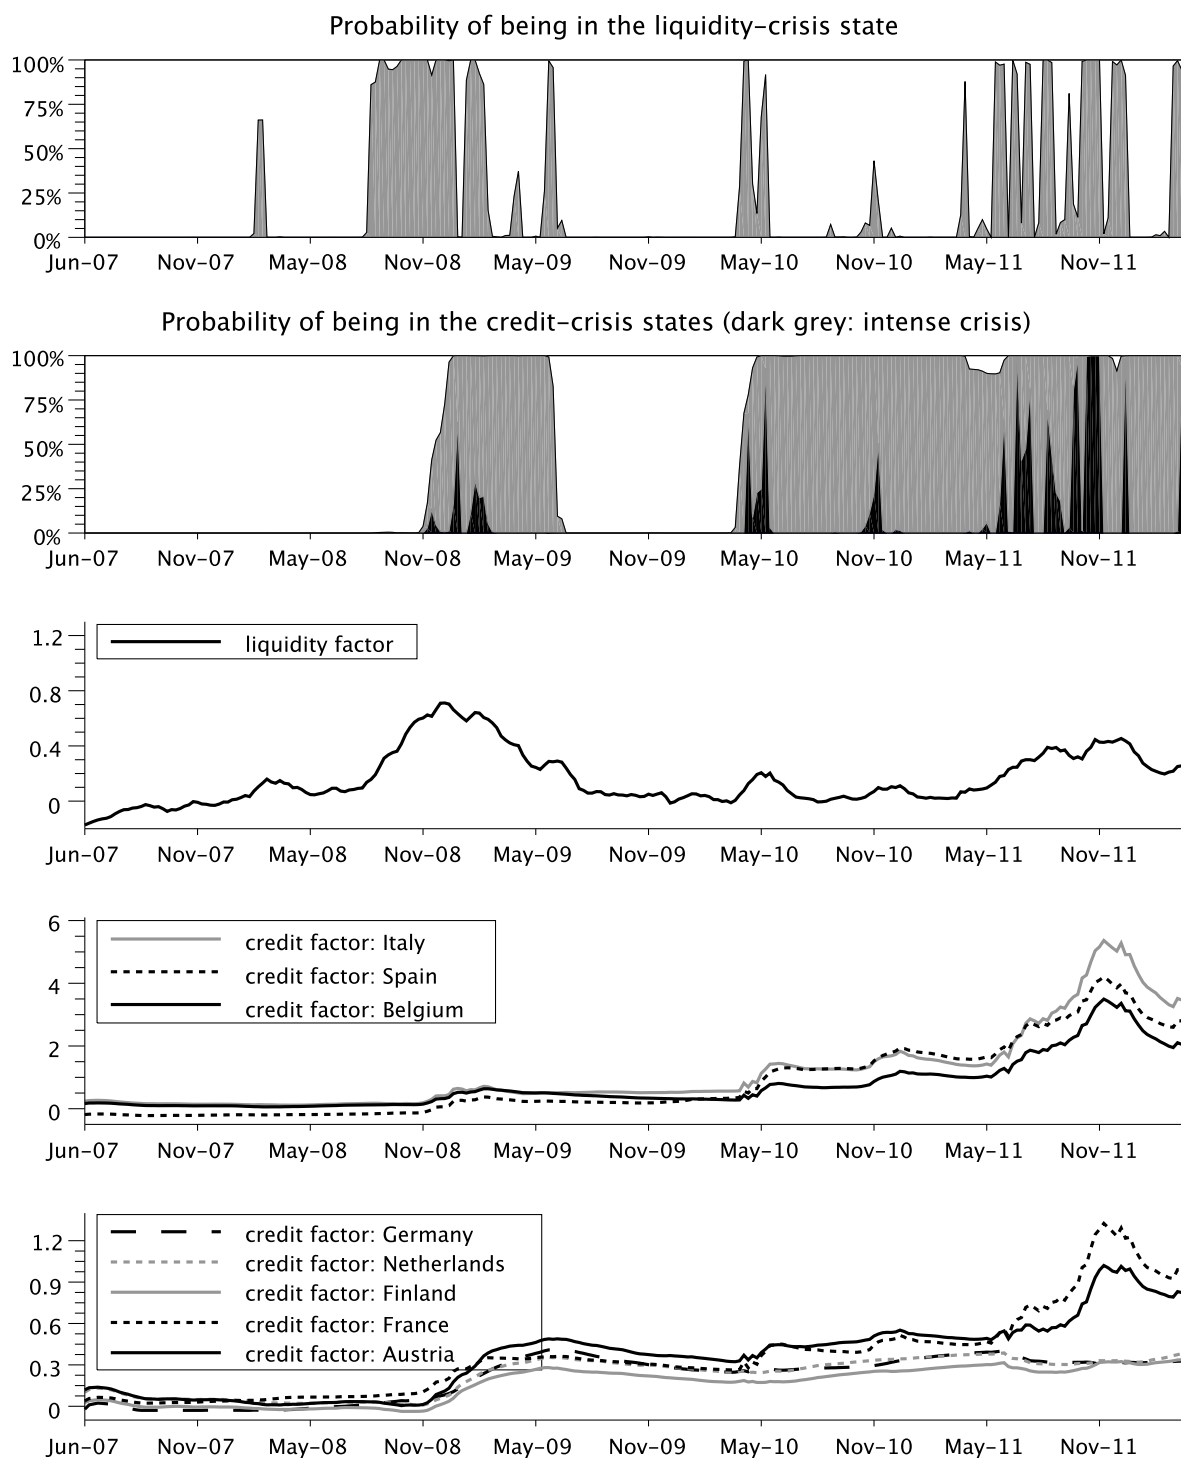 Probability of being in the liquidity–crisis state
100%
75%
50%
25%
0%
Jun–07 Nov–07 May–08 Nov–08 May–09 Nov–09 May–10 Nov–10 May–11 Nov–11
Probability of being in the credit–crisis states (dark grey: intense crisis)
100%
75%
50%
25%
0%
Jun–07 Nov–07 May–08 Nov–08 May–09 Nov–09 May–10 Nov–10 May–11 Nov–11
liquidity factor
1.2
0.8
0.4
0
Jun–07 Nov–07 May–08 Nov–08 May–09 Nov–09 May–10 Nov–10 May–11 Nov–11
credit factor: Italy
credit factor: Spain
credit factor: Belgium
6
4
2
0
Jun–07 Nov–07 May–08 Nov–08 May–09 Nov–09 May–10 Nov–10 May–11 Nov–11
credit factor: Germany
credit factor: Netherlands
credit factor: Finland
credit factor: France
credit factor: Austria
1.2
0.9
0.6
0.3
0
Jun–07 Nov–07 May–08 Nov–08 May–09 Nov–09 May–10 Nov–10 May–11 Nov–11